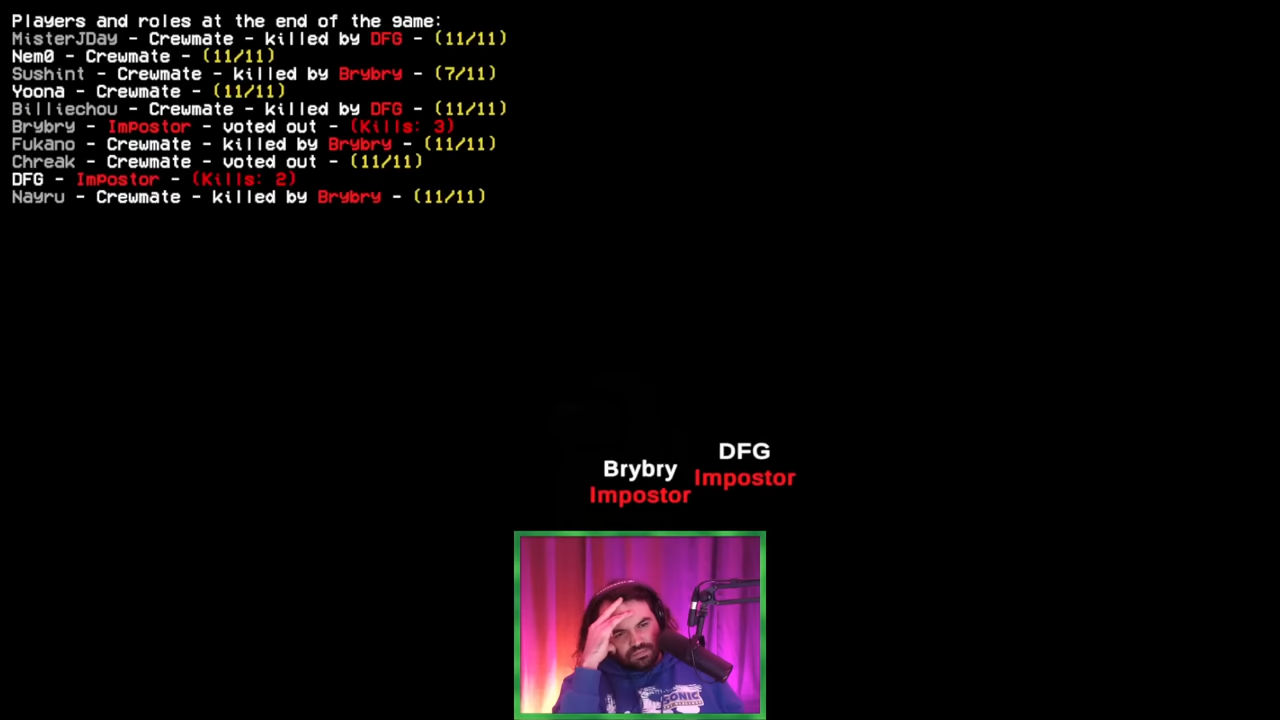 Players and roles at the end of the game:
MisterJDay - Crewmate - killed by DFG - (11/11)
Nem0 - Crewmate - (11/11)
Sushint - Crewmate - killed by Brybry - (7/11)
Yoona - Crewmate - (11/11)
Billiechou - Crewmate - killed by DFG - (11/11)
Brybry - Impostor - voted out - (Kills: 3)
Fukano - Crewmate - killed by Brybry - (11/11)
Chreak - Crewmate - voted out - (11/11)
DFG - Impostor - (Kills: 2)
Nayru - Crewmate - killed by Brybry - (11/11)
DFG
Impostor
Brybry
Impostor
SONIC